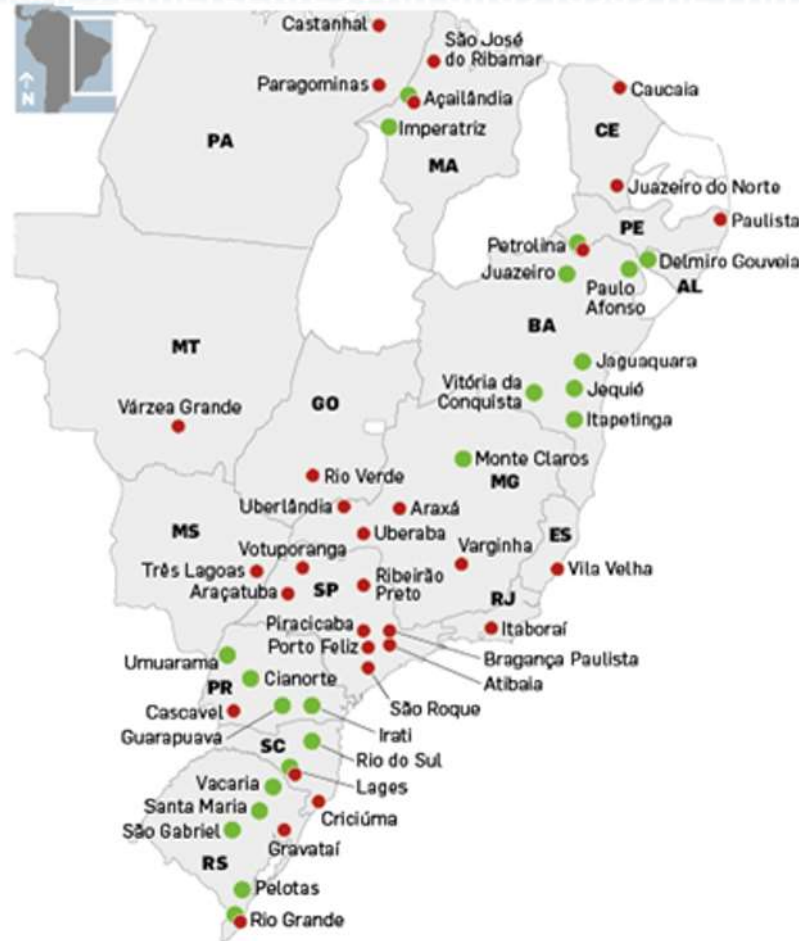 N
Castanhal
São José
do Ribamar
Paragominas
Açailândia
Imperatriz
PA
MA
CE
Caucaia
Juazeiro do Norte
PE
Paulista
Petrolina
Juazeiro
Delmiro Gouveia
Paulo
Afonso
AL
BA
MT
Jaguaquara
Vitória da
Conquista
Jequié
Itapetinga
GO
Várzea Grande
Monte Claros
MG
Rio Verde
Uberlândia
Araxá
Uberaba
MS
ES
Votuporanga
Varginha
Três Lagoas
Vila Velha
Araçatuba
SP
Ribeirão
Preto
RJ
Piracicaba
Itaboraí
Porto Feliz
Bragança Paulista
Umuarama
Atibaia
Cianorte
PR
Cascavel
São Roque
Guarapuava
Irati
SC
Rio do Sul
Vacaria
Lages
Santa Maria
Criciúma
São Gabriel
Gravataí
RS
Pelotas
Rio Grande